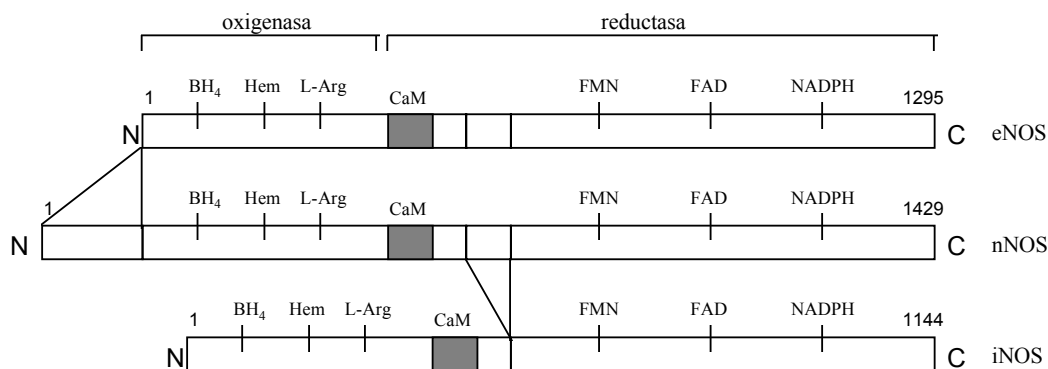 oxigenasa reductasa
BH4 Hem L-Arg CaM FMN FAD NADPH
1 1295
N C eNOS
BH4 Hem L-Arg CaM FMN FAD NADPH
1 1429
N C nNOS
BH4 Hem L-Arg CaM FMN FAD NADPH
1 1144
N C iNOS